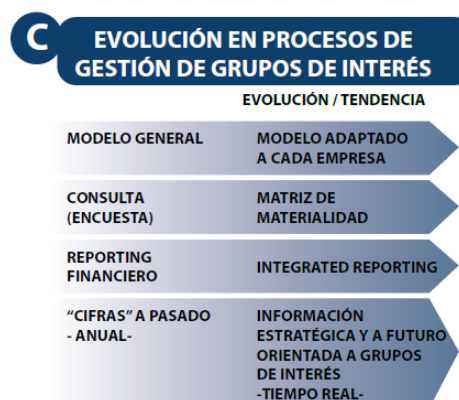 C
EVOLUCIÓN EN PROCESOS DE
GESTIÓN DE GRUPOS DE INTERÉS
EVOLUCIÓN / TENDENCIA
MODELO GENERAL
MODELO ADAPTADO
A CADA EMPRESA
CONSULTA
(ENCUESTA)
MATRIZ DE
MATERIALIDAD
REPORTING
FINANCIERO
INTEGRATED REPORTING
“CIFRAS” A PASADO
- ANUAL-
INFORMACIÓN
ESTRATÉGICA Y A FUTURO
ORIENTADA A GRUPOS
DE INTERÉS
-TIEMPO REAL-